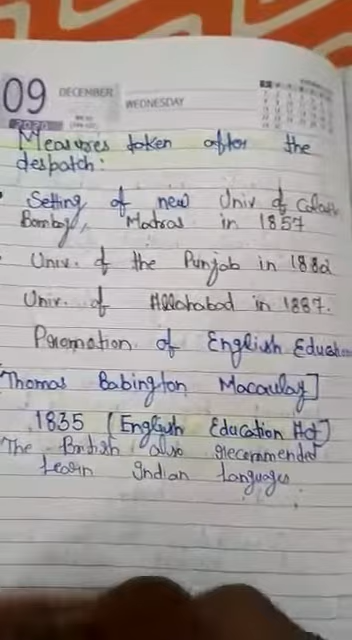 09 DECEMBER
WEDNESDAY
2020
Measures taken after the
despatch:
Setting of new Univ of
Bombay, Madras in 1857
Univ. of the Punjab in 1882
Univ. of Allahabad in 1887.
Peromation of English Education
Thomas Babington Macaulay]
1835 [English Education Act]
The British also recommended
Learn Indian Languages